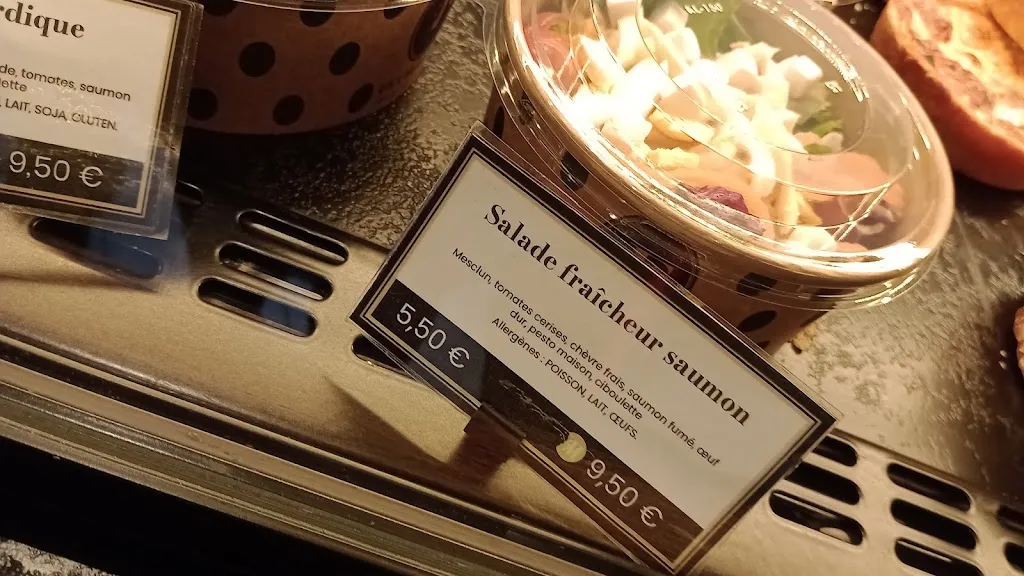 rdique
de, tomates, saumon
lette
LAIT, SOJA, GLUTEN.
9,50 €
Salade fraîcheur saumon
Mesclun, tomates cerises, chèvre frais, saumon fumé, œuf
dur, pesto maison, ciboulette
Allergènes : POISSON, LAIT, ŒUFS.
5,50 €
9,50 €